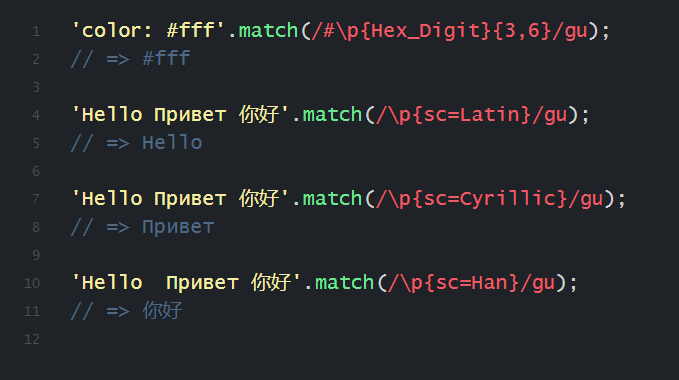 1 'color: #fff'.match(/#\p{Hex_Digit}{3,6}/gu);
2 // => #fff
3
4 'Hello Привет 你好'.match(/\p{sc=Latin}/gu);
5 // => Hello
6
7 'Hello Привет 你好'.match(/\p{sc=Cyrillic}/gu);
8 // => Привет
9
10 'Hello  Привет 你好'.match(/\p{sc=Han}/gu);
11 // => 你好
12